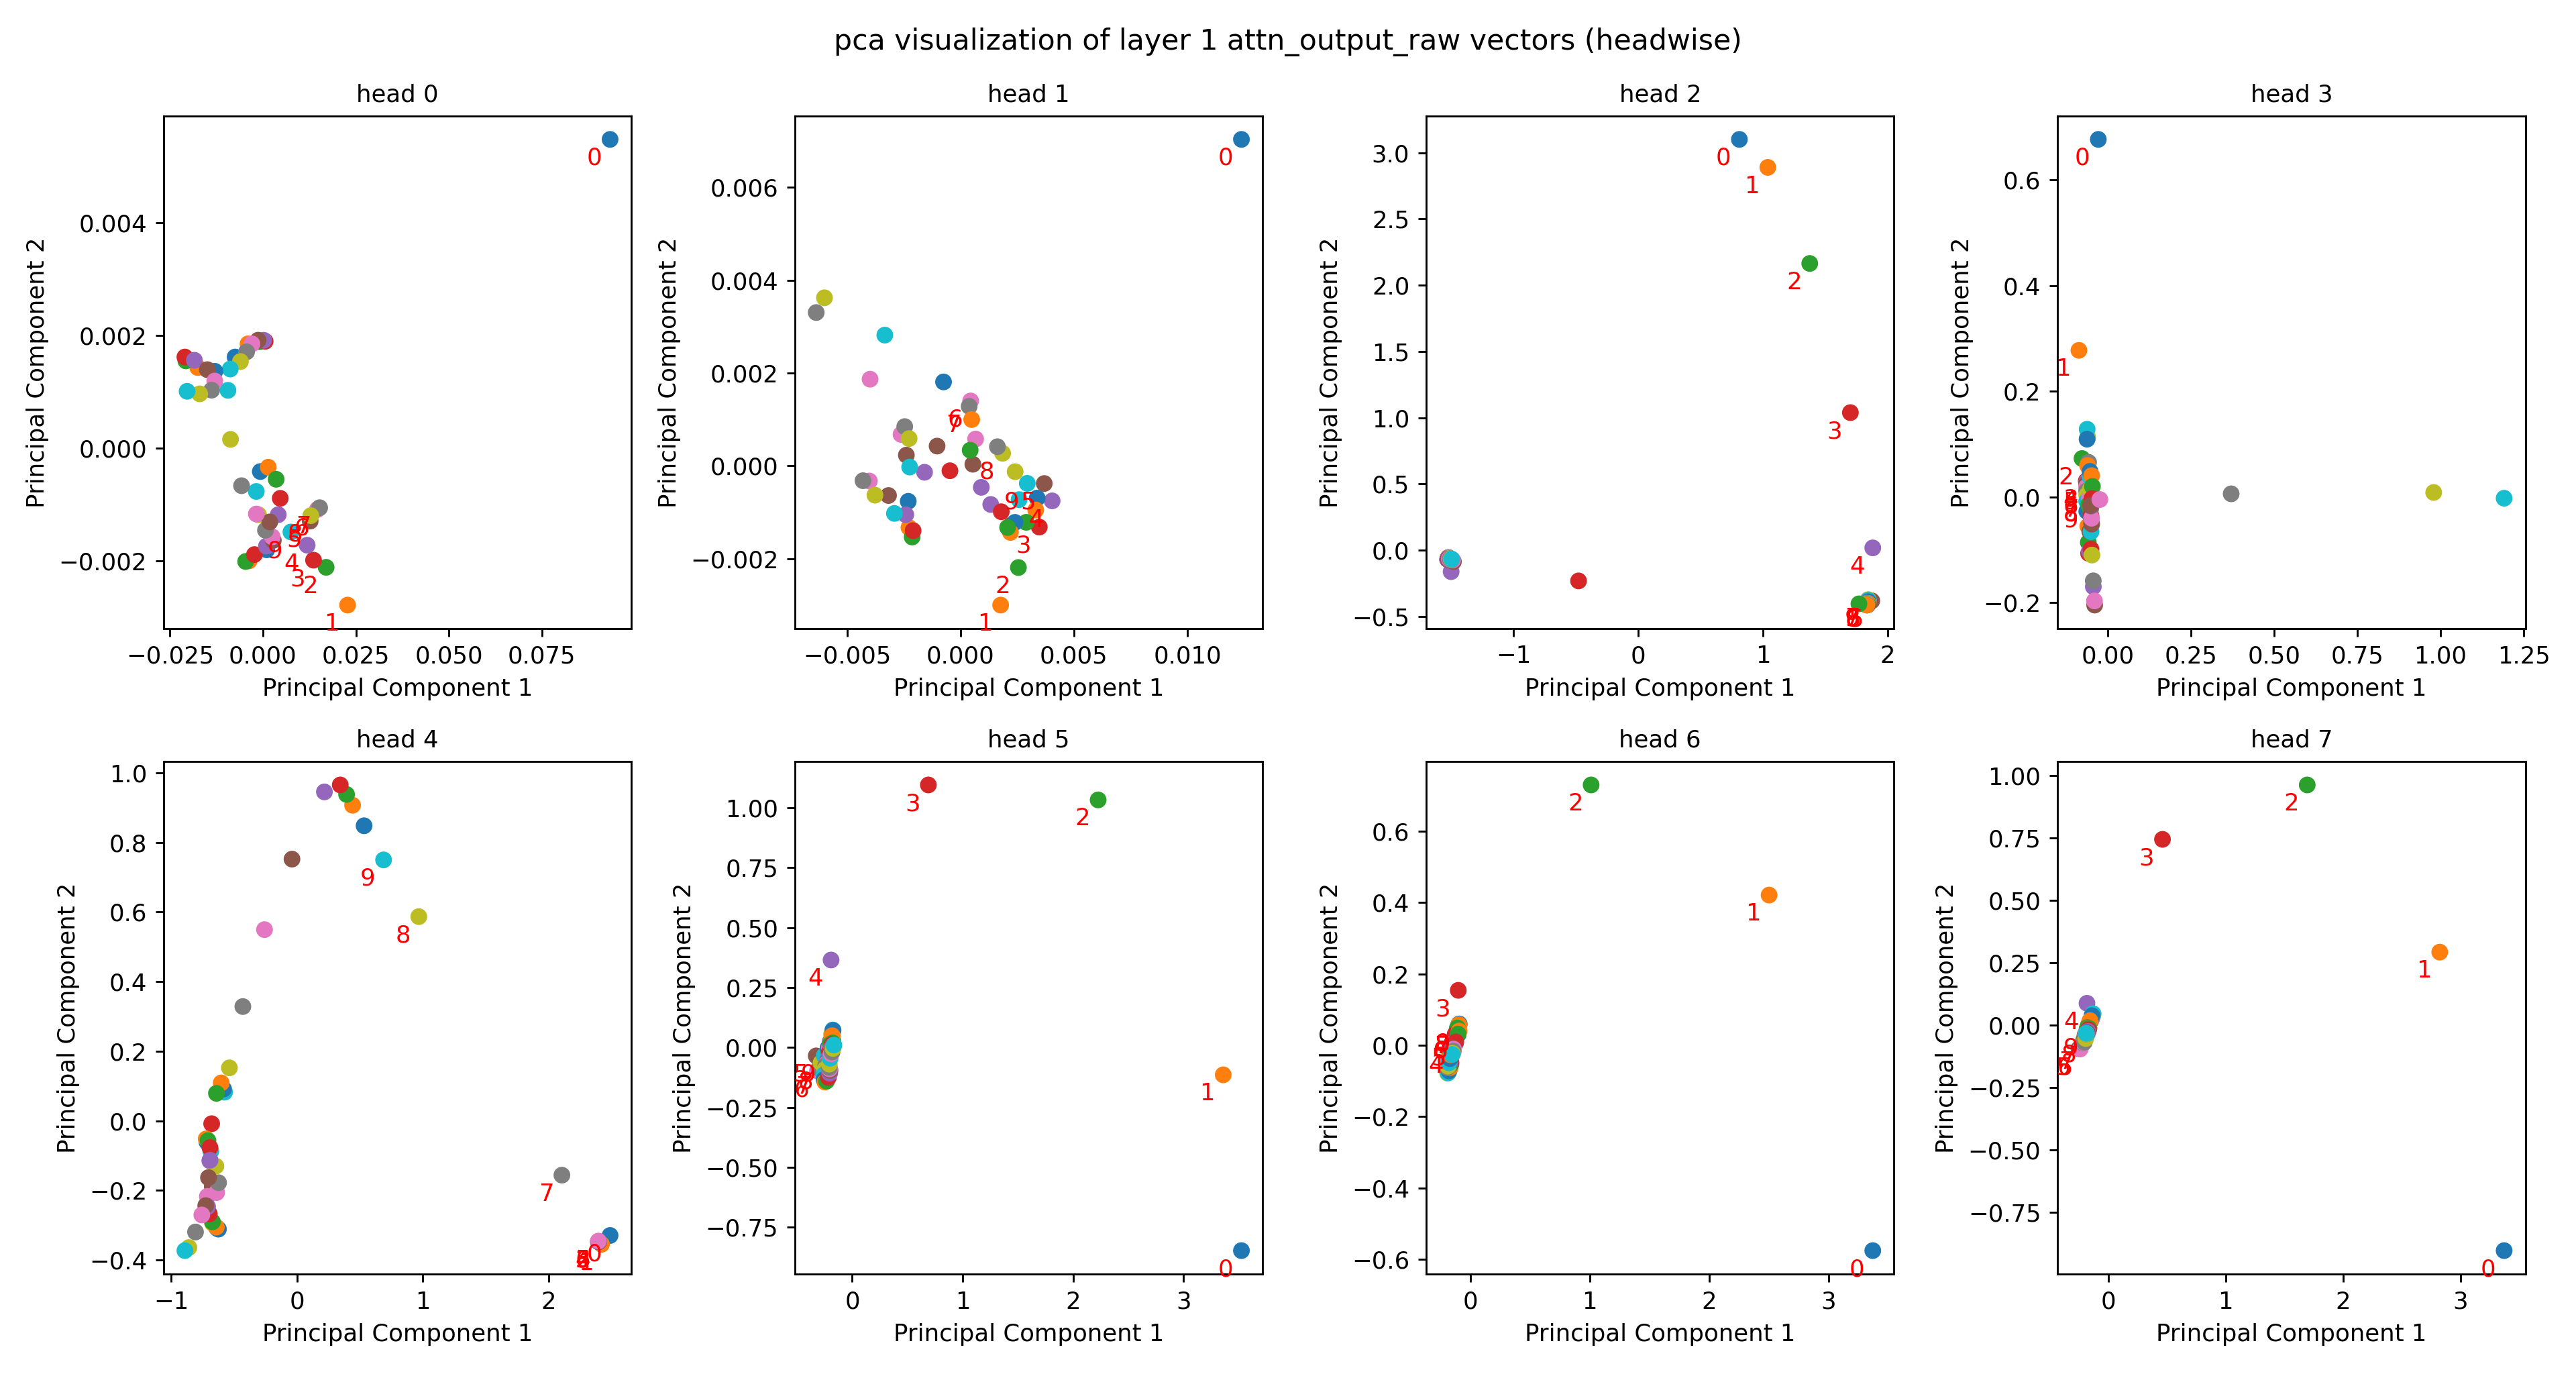 pca visualization of layer 1 attn_output_raw vectors (headwise)
head 0
head 1
head 2
head 3
Principal Component 2
0.004
0.002
0.000
−0.002
0
1
2
3
4
9
−0.025 0.000 0.025 0.050 0.075
Principal Component 1
Principal Component 2
0.006
0.004
0.002
0.000
−0.002
0
6
7
8
9
5
4
3
2
1
−0.005 0.000 0.005 0.010
Principal Component 1
Principal Component 2
3.0
2.5
2.0
1.5
1.0
0.5
0.0
−0.5
0
1
2
3
4
−1 0 1 2
Principal Component 1
Principal Component 2
0.6
0.4
0.2
0.0
−0.2
0
1
2
9
0.00 0.25 0.50 0.75 1.00 1.25
Principal Component 1
head 4
head 5
head 6
head 7
Principal Component 2
1.0
0.8
0.6
0.4
0.2
0.0
−0.2
−0.4
9
8
7
0
−1 0 1 2
Principal Component 1
Principal Component 2
1.00
0.75
0.50
0.25
0.00
−0.25
−0.50
−0.75
3
2
4
1
0
0 1 2 3
Principal Component 1
Principal Component 2
0.6
0.4
0.2
0.0
−0.2
−0.4
−0.6
2
1
3
4
0
0 1 2 3
Principal Component 1
Principal Component 2
1.00
0.75
0.50
0.25
0.00
−0.25
−0.50
−0.75
2
3
1
4
0
0 1 2 3
Principal Component 1